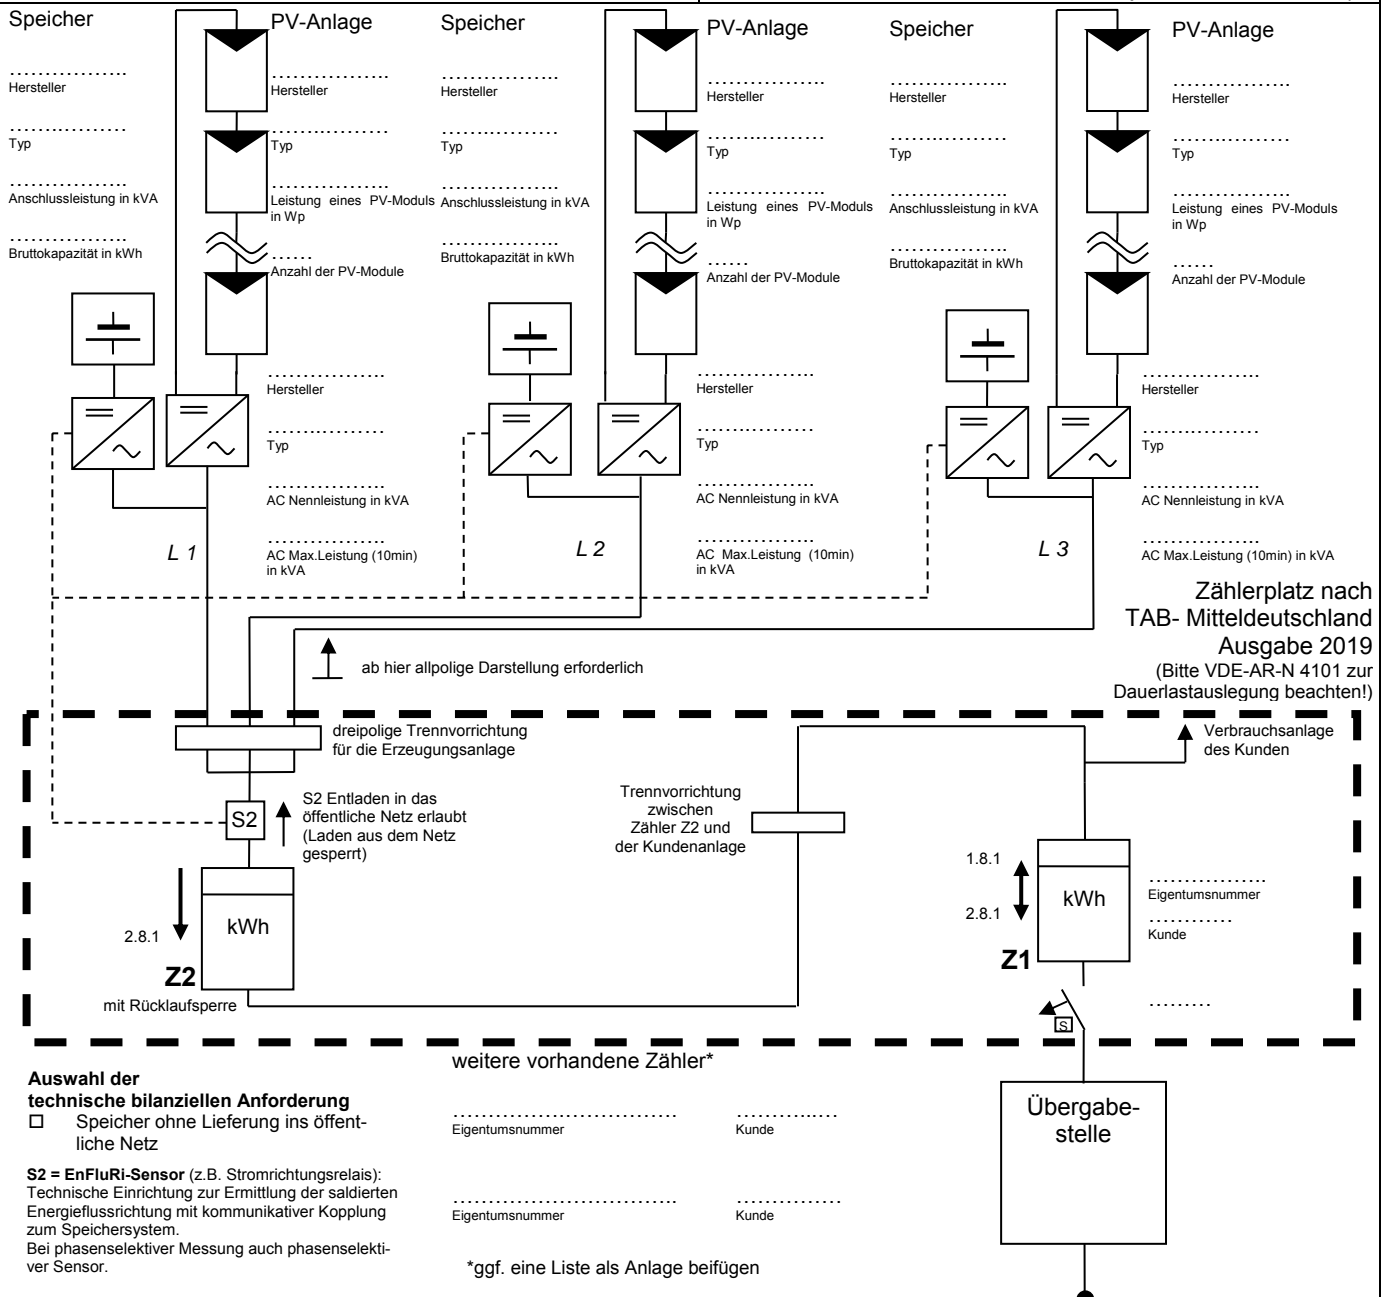 Speicher
PV-Anlage
Hersteller
Hersteller
Typ
Typ
Anschlussleistung in kVA
Leistung eines PV-Moduls
in Wp
Bruttokapazität in kWh
Anzahl der PV-Module
Hersteller
Typ
AC Nennleistung in kVA
L 1
AC Max.Leistung (10min)
in kVA
Speicher
PV-Anlage
Hersteller
Hersteller
Typ
Typ
Anschlussleistung in kVA
Leistung eines PV-Moduls
in Wp
Bruttokapazität in kWh
Anzahl der PV-Module
Hersteller
Typ
AC Nennleistung in kVA
L 2
AC Max.Leistung (10min)
in kVA
Speicher
PV-Anlage
Hersteller
Hersteller
Typ
Typ
Anschlussleistung in kVA
Leistung eines PV-Moduls
in Wp
Bruttokapazität in kWh
Anzahl der PV-Module
Hersteller
Typ
AC Nennleistung in kVA
L 3
AC Max.Leistung (10min) in kVA
Zählerplatz nach
TAB- Mitteldeutschland
Ausgabe 2019
(Bitte VDE-AR-N 4101 zur
Dauerlastauslegung beachten!)
ab hier allpolige Darstellung erforderlich
dreipolige Trennvorrichtung
für die Erzeugungsanlage
Verbrauchsanlage
des Kunden
S2
S2 Entladen in das
öffentliche Netz erlaubt
(Laden aus dem Netz
gesperrt)
Trennvorrichtung
zwischen
Zähler Z2 und
der Kundenanlage
2.8.1
kWh
Z2
mit Rücklaufsperre
1.8.1
2.8.1
kWh
Z1
Eigentumsnummer
Kunde
S
Auswahl der
technische bilanziellen Anforderung
Speicher ohne Lieferung ins öffent-
liche Netz
S2 = EnFluRi-Sensor (z.B. Stromrichtungsrelais):
Technische Einrichtung zur Ermittlung der saldierten
Energieflussrichtung mit kommunikativer Kopplung
zum Speichersystem.
Bei phasenselektiver Messung auch phasenselekti-
ver Sensor.
weitere vorhandene Zähler*
Eigentumsnummer
Kunde
Eigentumsnummer
Kunde
*ggf. eine Liste als Anlage beifügen
Übergabe-
stelle